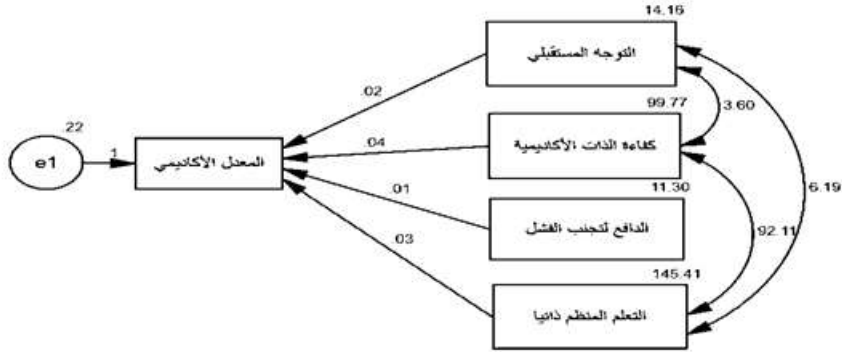 14.16
التوجه المستقبلي
.02
3.60
99.77
كفاءة الذات الأكاديمية
.04
.22
e1
1
المعدل الأكاديمي
11.30
.01
الدافع لتجنب الفشل
6.19
92.11
.03
145.41
التعلم المنظم ذاتيا